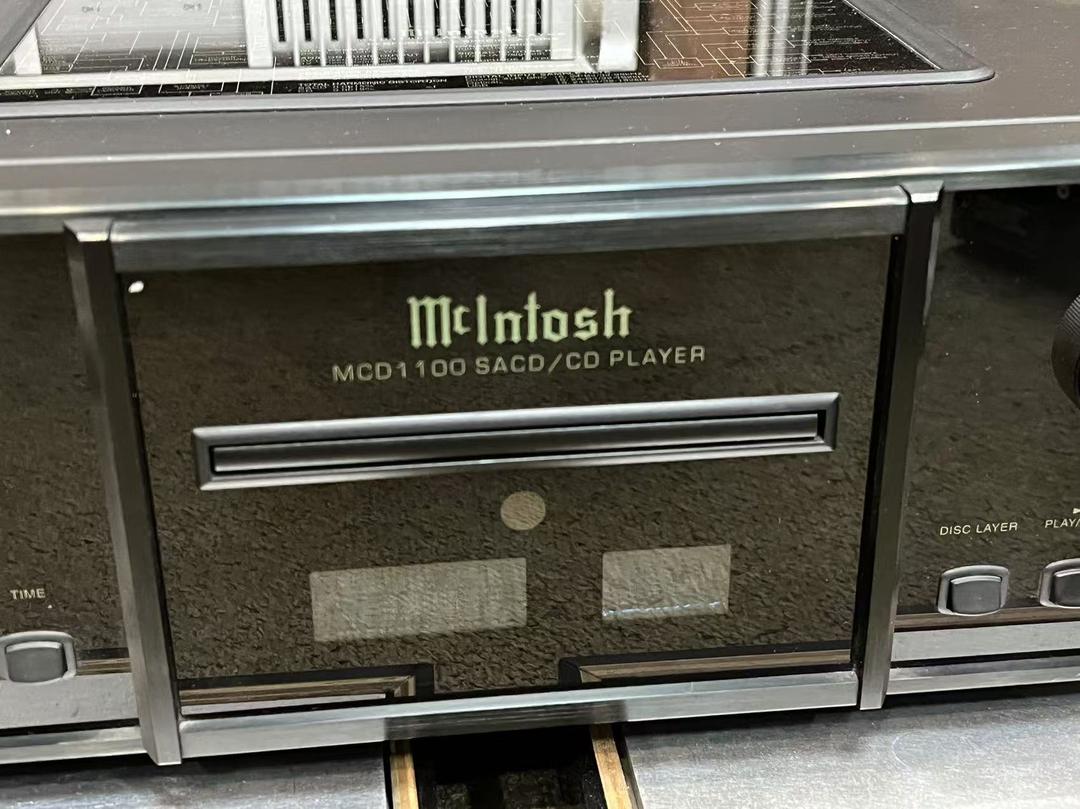 McIntosh
MCD1100 SACD/CD PLAYER
DISC LAYER
PLAY/
TIME